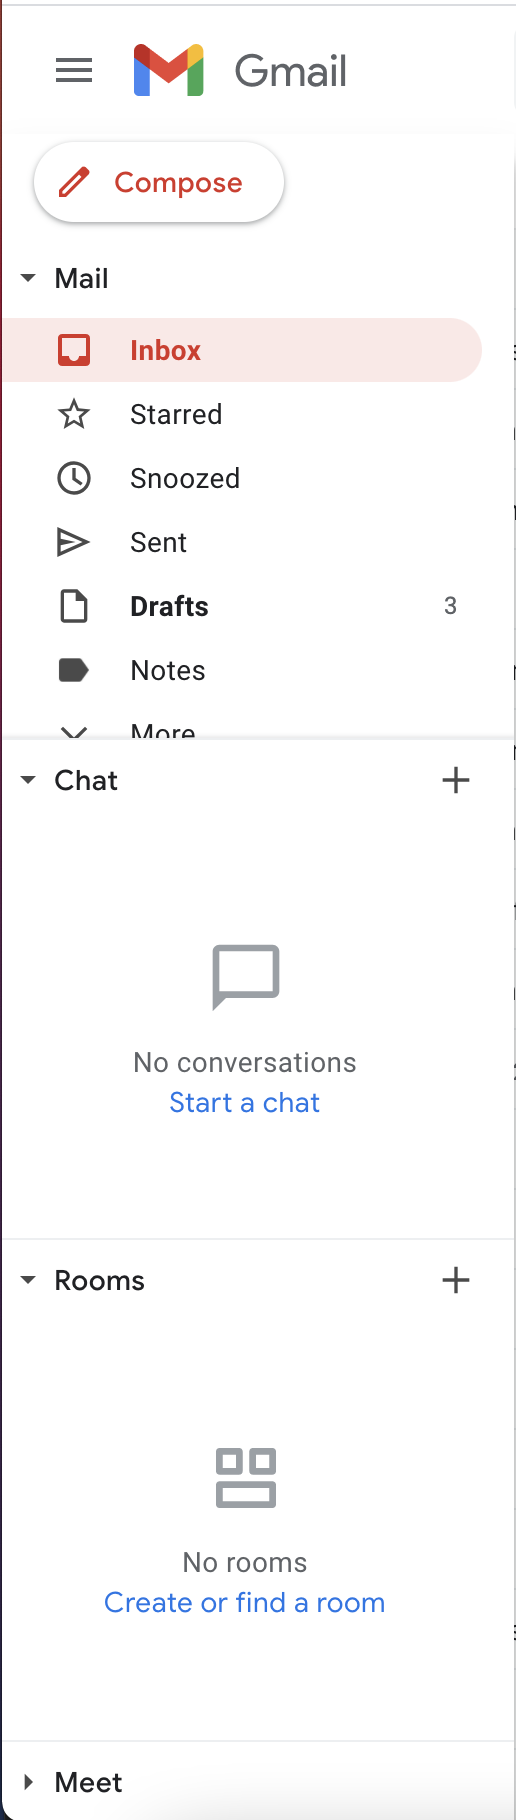 Gmail
Compose
Mail
Inbox
Starred
Snoozed
Sent
Drafts 3
Notes
More
Chat
No conversations
Start a chat
Rooms
No rooms
Create or find a room
Meet